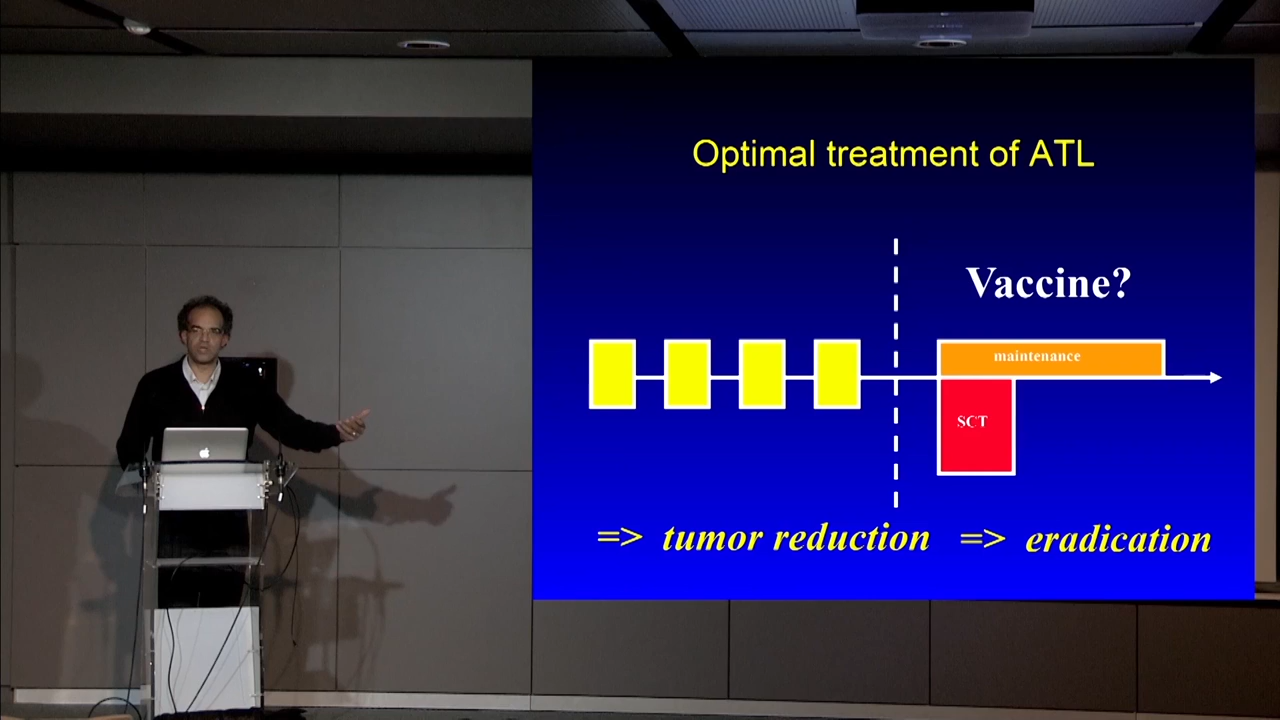 Optimal treatment of ATL
Vaccine?
maintenance
SCT
=> tumor reduction => eradication